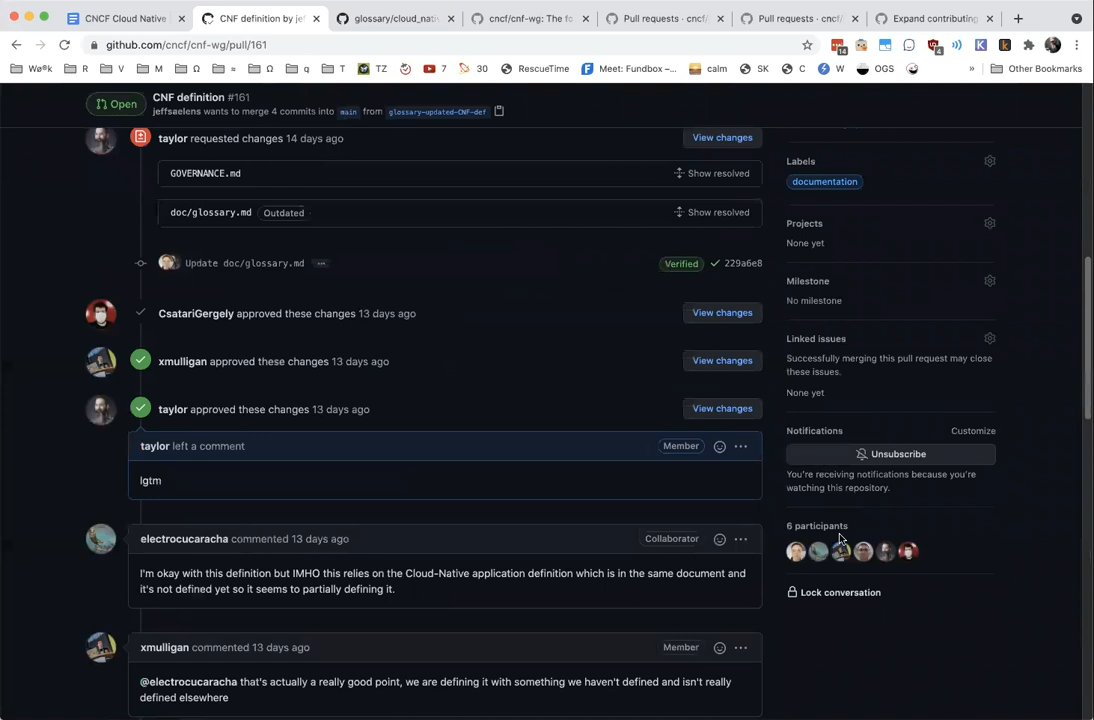 CNCF Cloud Native
CNF definition by jef
glossary/cloud_nativ
cncf/cnf-wg: The fo
Pull requests · cncf/
Pull requests · cncf/
Expand contributing
github.com/cncf/cnf-wg/pull/161
14
4
Wø®k
R
V
M
Ω
≈
Ω
q
T
TZ
7
30
RescueTime
Meet: Fundbox –...
calm
SK
C
W
OGS
»
Other Bookmarks
Open
CNF definition #161
jeffsaelens wants to merge 4 commits into main from glossary-updated-CNF-def
taylor requested changes 14 days ago
View changes
GOVERNANCE.md
Show resolved
doc/glossary.md Outdated
Show resolved
Update doc/glossary.md ...
Verified
229a6e8
CsatariGergely approved these changes 13 days ago
View changes
xmulligan approved these changes 13 days ago
View changes
taylor approved these changes 13 days ago
View changes
taylor left a comment
Member
lgtm
electrocucaracha commented 13 days ago
Collaborator
I'm okay with this definition but IMHO this relies on the Cloud-Native application definition which is in the same document and
it's not defined yet so it seems to partially defining it.
xmulligan commented 13 days ago
Member
@electrocucaracha that's actually a really good point, we are defining it with something we haven't defined and isn't really
defined elsewhere
Labels
documentation
Projects
None yet
Milestone
No milestone
Linked issues
Successfully merging this pull request may close
these issues.
None yet
Notifications
Customize
Unsubscribe
You're receiving notifications because you're
watching this repository.
6 participants
Lock conversation